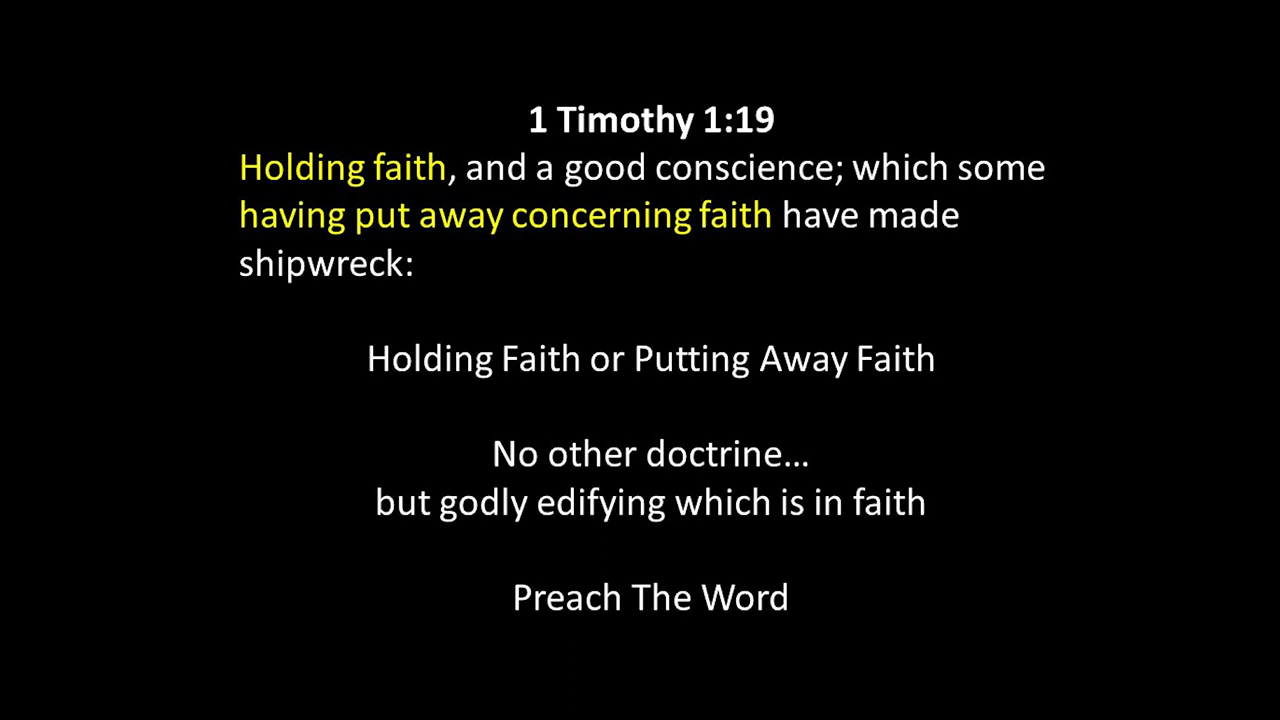 1 Timothy 1:19
Holding faith, and a good conscience; which some
having put away concerning faith have made
shipwreck:
Holding Faith or Putting Away Faith
No other doctrine…
but godly edifying which is in faith
Preach The Word